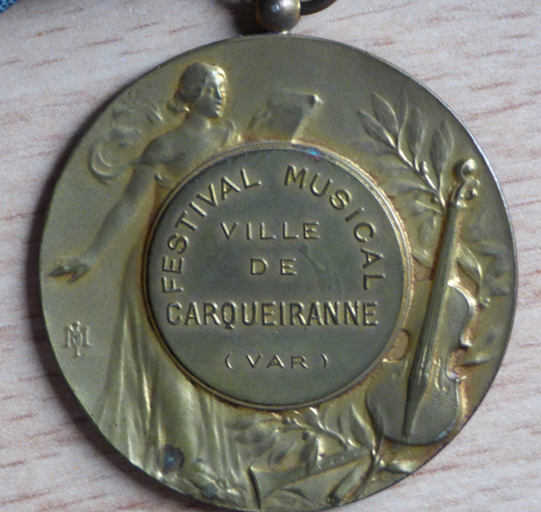 FESTIVAL MUSICAL
VILLE
DE
CARQUEIRANNE
(VAR)